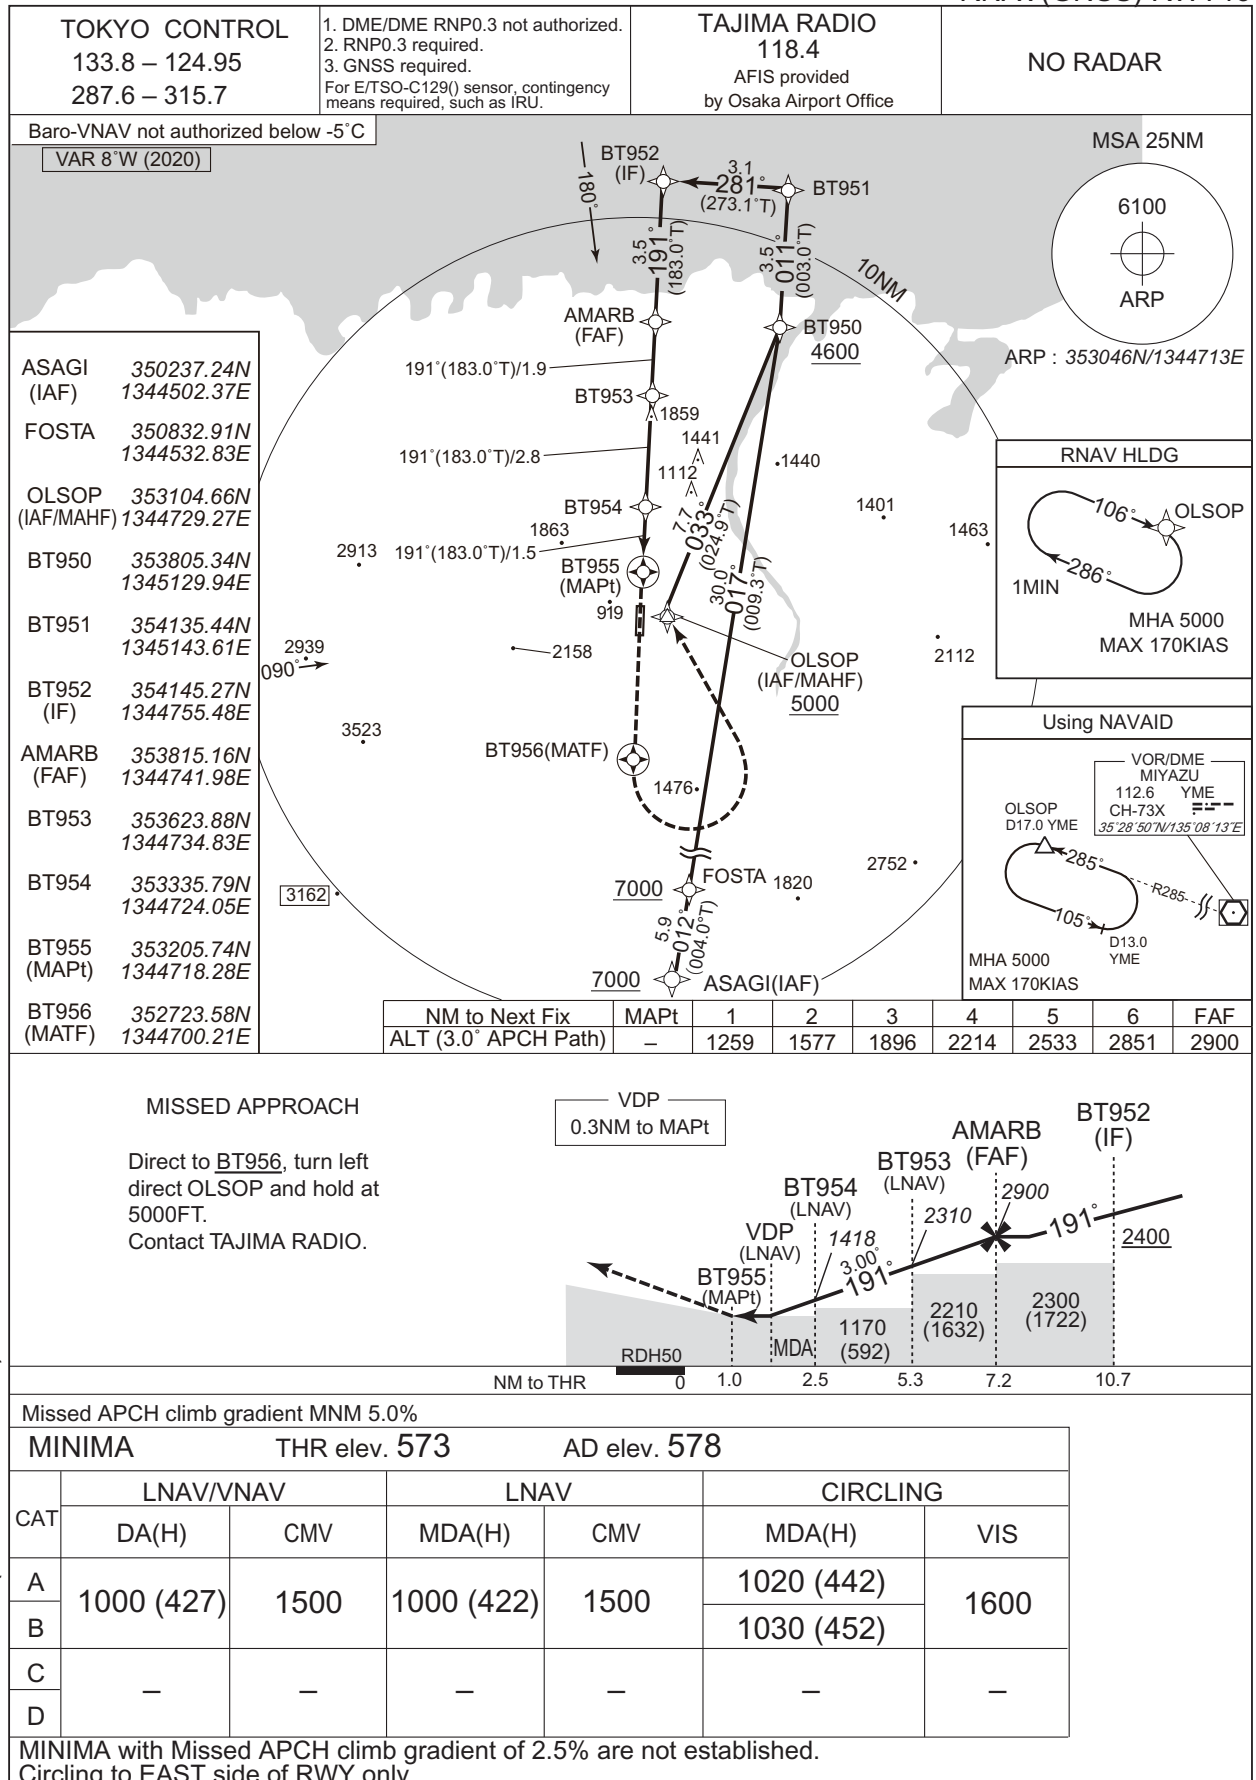 TOKYO CONTROL
133.8 – 124.95
287.6 – 315.7
1. DME/DME RNP0.3 not authorized.
2. RNP0.3 required.
3. GNSS required.
For E/TSO-C129() sensor, contingency
means required, such as IRU.
TAJIMA RADIO
118.4
AFIS provided
by Osaka Airport Office
NO RADAR
Baro-VNAV not authorized below -5˚C
VAR 8˚W (2020)
MSA 25NM
6100
ARP
ARP : 353046N/1344713E
BT952
(IF)
3.1
281˚
(273.1˚T)
BT951
180˚
3.5
191˚
(183.0˚T)
3.5
011˚
(003.0˚T)
10NM
AMARB
(FAF)
BT950
4600
191˚(183.0˚T)/1.9
BT953
1859
1441
191˚(183.0˚T)/2.8
1112
1440
BT954
1401
1863
1463
2913
191˚(183.0˚T)/1.5
7.7
033˚
(024.9˚T)
BT955
(MAPt)
30.0
017˚
(009.3˚T)
919
2939
090˚
2158
OLSOP
(IAF/MAHF)
5000
2112
3523
BT956(MATF)
1476
2752
FOSTA
7000
1820
3162
5.9
012˚
(004.0˚T)
7000
ASAGI(IAF)
ASAGI
(IAF)
350237.24N
1344502.37E
FOSTA
350832.91N
1344532.83E
OLSOP
(IAF/MAHF)
353104.66N
1344729.27E
BT950
353805.34N
1345129.94E
BT951
354135.44N
1345143.61E
BT952
(IF)
354145.27N
1344755.48E
AMARB
(FAF)
353815.16N
1344741.98E
BT953
353623.88N
1344734.83E
BT954
353335.79N
1344724.05E
BT955
(MAPt)
353205.74N
1344718.28E
BT956
(MATF)
352723.58N
1344700.21E
RNAV HLDG
106˚
OLSOP
286˚
1MIN
MHA 5000
MAX 170KIAS
Using NAVAID
VOR/DME
MIYAZU
112.6 YME
CH-73X
35˚28´50˝N/135˚08´13˝E
OLSOP
D17.0 YME
285˚
R285
105˚
D13.0
YME
MHA 5000
MAX 170KIAS
NM to Next Fix MAPt 1 2 3 4 5 6 FAF
ALT (3.0˚ APCH Path) – 1259 1577 1896 2214 2533 2851 2900
MISSED APPROACH
Direct to BT956, turn left
direct OLSOP and hold at
5000FT.
Contact TAJIMA RADIO.
VDP
0.3NM to MAPt
BT952
(IF)
AMARB
(FAF)
BT953
(LNAV)
BT954
(LNAV)
VDP
(LNAV)
BT955
(MAPt)
2900
2310
1418
191˚
2400
3.00˚
191˚
2300
(1722)
2210
(1632)
1170
(592)
MDA
RDH50
NM to THR 0 1.0 2.5 5.3 7.2 10.7
Missed APCH climb gradient MNM 5.0%
MINIMA THR elev. 573 AD elev. 578
CAT LNAV/VNAV LNAV CIRCLING
DA(H) CMV MDA(H) CMV MDA(H) VIS
A 1000 (427) 1500 1000 (422) 1500 1020 (442) 1600
B 1030 (452)
C – – – – – –
D
MINIMA with Missed APCH climb gradient of 2.5% are not established.
Circling to EAST side of RWY only